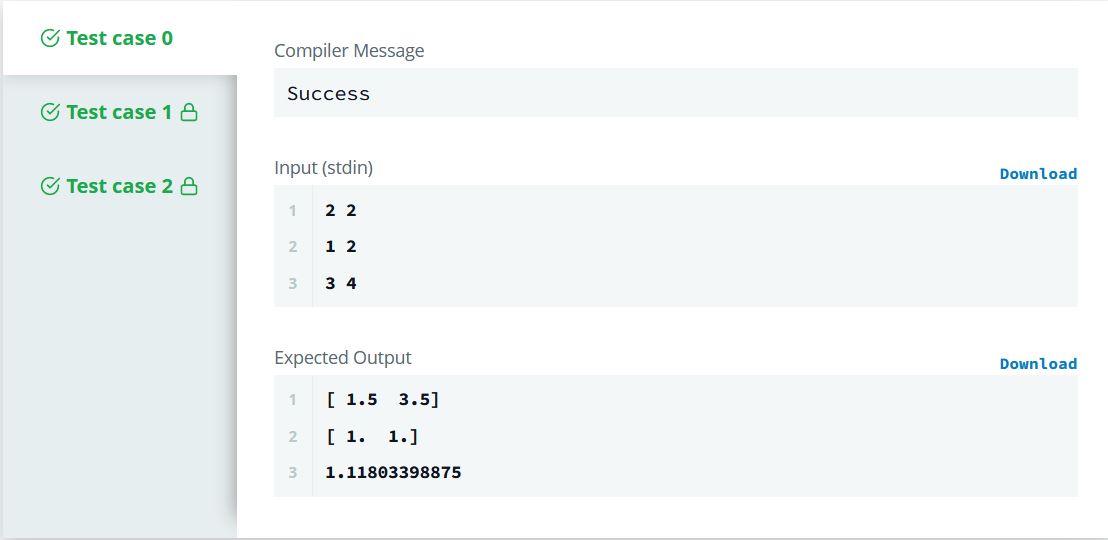 Test case 0
Test case 1
Test case 2
Compiler Message
Success
Input (stdin)
Download
1 2 2
2 1 2
3 3 4
Expected Output
Download
1 [ 1.5  3.5]
2 [ 1.  1.]
3 1.11803398875